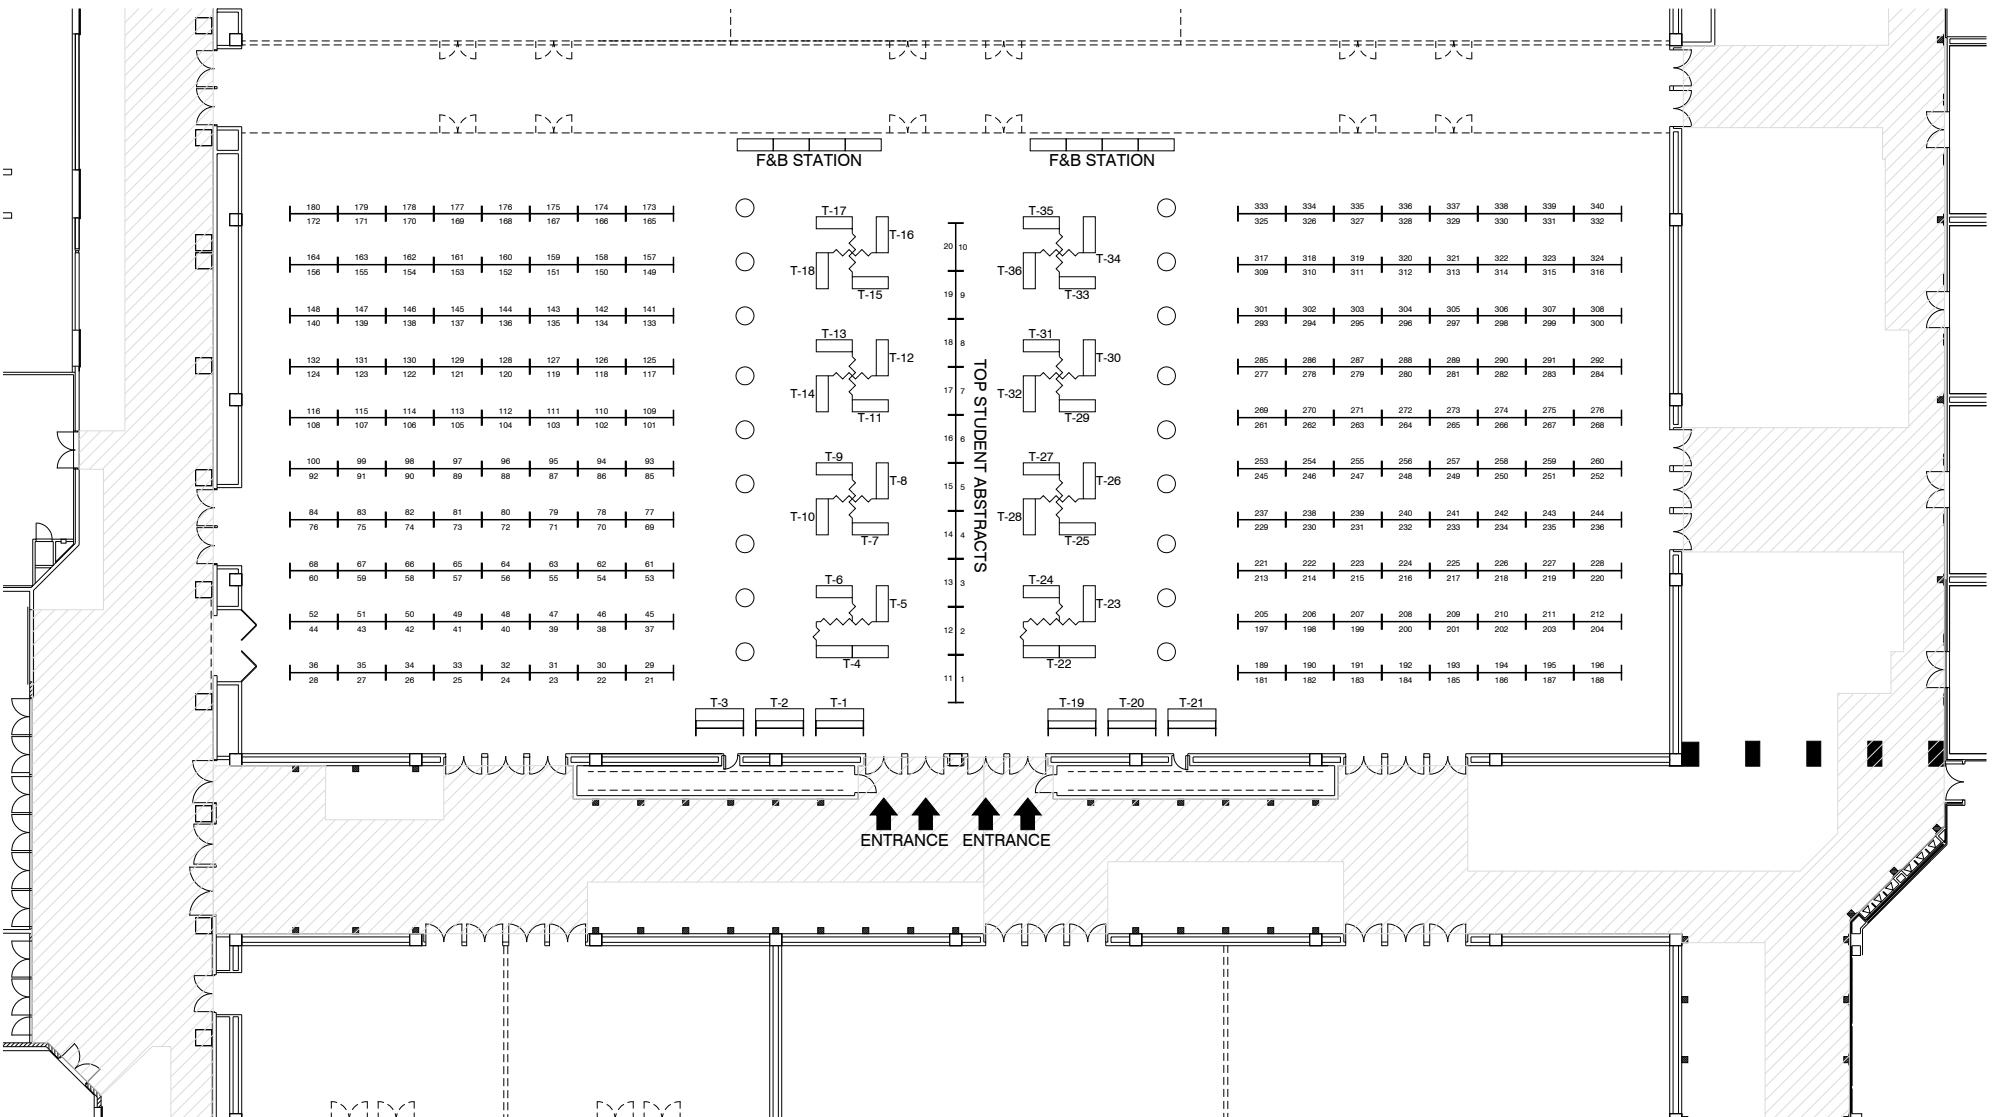 F&B STATION F&B STATION
180 179 178 177 176 175 174 173
172 171 170 169 168 167 166 165
164 163 162 161 160 159 158 157
156 155 154 153 152 151 150 149
148 147 146 145 144 143 142 141
140 139 138 137 136 135 134 133
132 131 130 129 128 127 126 125
124 123 122 121 120 119 118 117
116 115 114 113 112 111 110 109
108 107 106 105 104 103 102 101
100 99 98 97 96 95 94 93
92 91 90 89 88 87 86 85
84 83 82 81 80 79 78 77
76 75 74 73 72 71 70 69
68 67 66 65 64 63 62 61
60 59 58 57 56 55 54 53
52 51 50 49 48 47 46 45
44 43 42 41 40 39 38 37
36 35 34 33 32 31 30 29
28 27 26 25 24 23 22 21
T-17
T-16
T-18
T-15
T-13
T-12
T-14
T-11
T-9
T-8
T-10
T-7
T-6
T-5
T-4
T-3 T-2 T-1
20 10
19 9
18 8
17 7
16 6
15 5
14 4
13 3
12 2
11 1
TOP STUDENT ABSTRACTS
T-35
T-34
T-36
T-33
T-31
T-30
T-32
T-29
T-27
T-26
T-28
T-25
T-24
T-23
T-22
T-19 T-20 T-21
333 334 335 336 337 338 339 340
325 326 327 328 329 330 331 332
317 318 319 320 321 322 323 324
309 310 311 312 313 314 315 316
301 302 303 304 305 306 307 308
293 294 295 296 297 298 299 300
285 286 287 288 289 290 291 292
277 278 279 280 281 282 283 284
269 270 271 272 273 274 275 276
261 262 263 264 265 266 267 268
253 254 255 256 257 258 259 260
245 246 247 248 249 250 251 252
237 238 239 240 241 242 243 244
229 230 231 232 233 234 235 236
221 222 223 224 225 226 227 228
213 214 215 216 217 218 219 220
205 206 207 208 209 210 211 212
197 198 199 200 201 202 203 204
189 190 191 192 193 194 195 196
181 182 183 184 185 186 187 188
ENTRANCE ENTRANCE